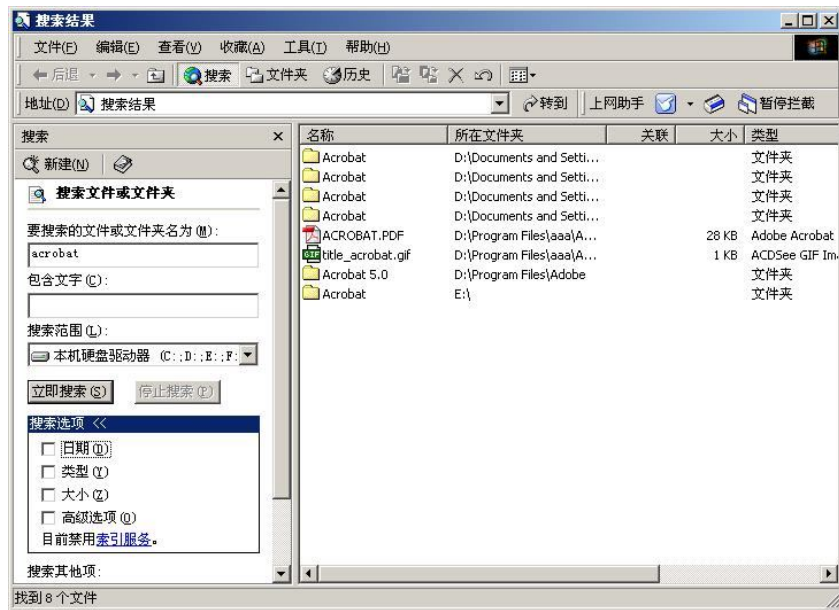 搜索结果
文件(F) 编辑(E) 查看(V) 收藏(A) 工具(T) 帮助(H)
后退 搜索 文件夹 历史
地址(D) 搜索结果 转到 上网助手 暂停拦截
搜索
新建(N)
搜索文件或文件夹
要搜索的文件或文件夹名为(M):
acrobat
包含文字(C):
搜索范围(L):
本机硬盘驱动器 (C:;D:;E:;F:
立即搜索(S) 停止搜索(P)
搜索选项 <<
日期(D)
类型(Y)
大小(Z)
高级选项(O)
目前禁用索引服务。
搜索其他项:
名称 所在文件夹 关联 大小 类型
Acrobat D:\Documents and Setti... 文件夹
Acrobat D:\Documents and Setti... 文件夹
Acrobat D:\Documents and Setti... 文件夹
Acrobat D:\Documents and Setti... 文件夹
ACROBAT.PDF D:\Program Files\aaa\A... 28 KB Adobe Acrobat
GIF title_acrobat.gif D:\Program Files\aaa\A... 1 KB ACDSee GIF Im
Acrobat 5.0 D:\Program Files\Adobe 文件夹
Acrobat E:\ 文件夹
找到 8 个文件